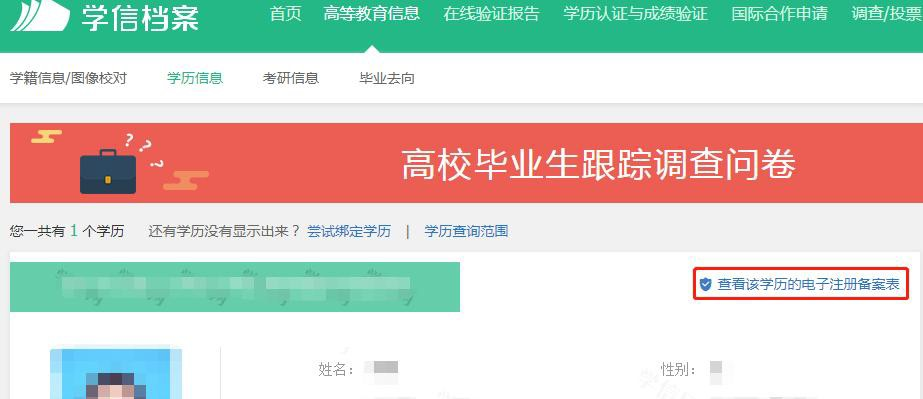 学信档案 首页 高等教育信息 在线验证报告 学历认证与成绩验证 国际合作申请 调查/投票
学籍信息/图像校对 学历信息 考研信息 毕业去向
高校毕业生跟踪调查问卷
您一共有 1 个学历 还有学历没有显示出来？ 尝试绑定学历 | 学历查询范围
查看该学历的电子注册备案表
姓名： 性别：
学信